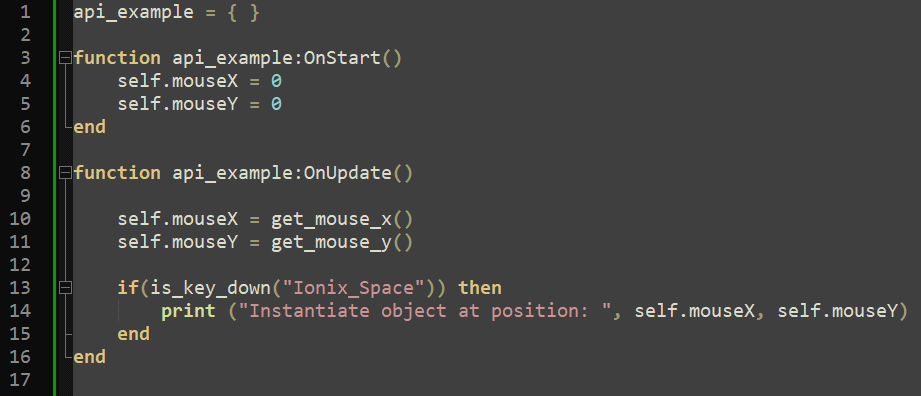 1 api_example = { }
2
3 function api_example:OnStart()
4 self.mouseX = 0
5 self.mouseY = 0
6 end
7
8 function api_example:OnUpdate()
9
10 self.mouseX = get_mouse_x()
11 self.mouseY = get_mouse_y()
12
13 if(is_key_down("Ionix_Space")) then
14 print ("Instantiate object at position: ", self.mouseX, self.mouseY)
15 end
16 end
17